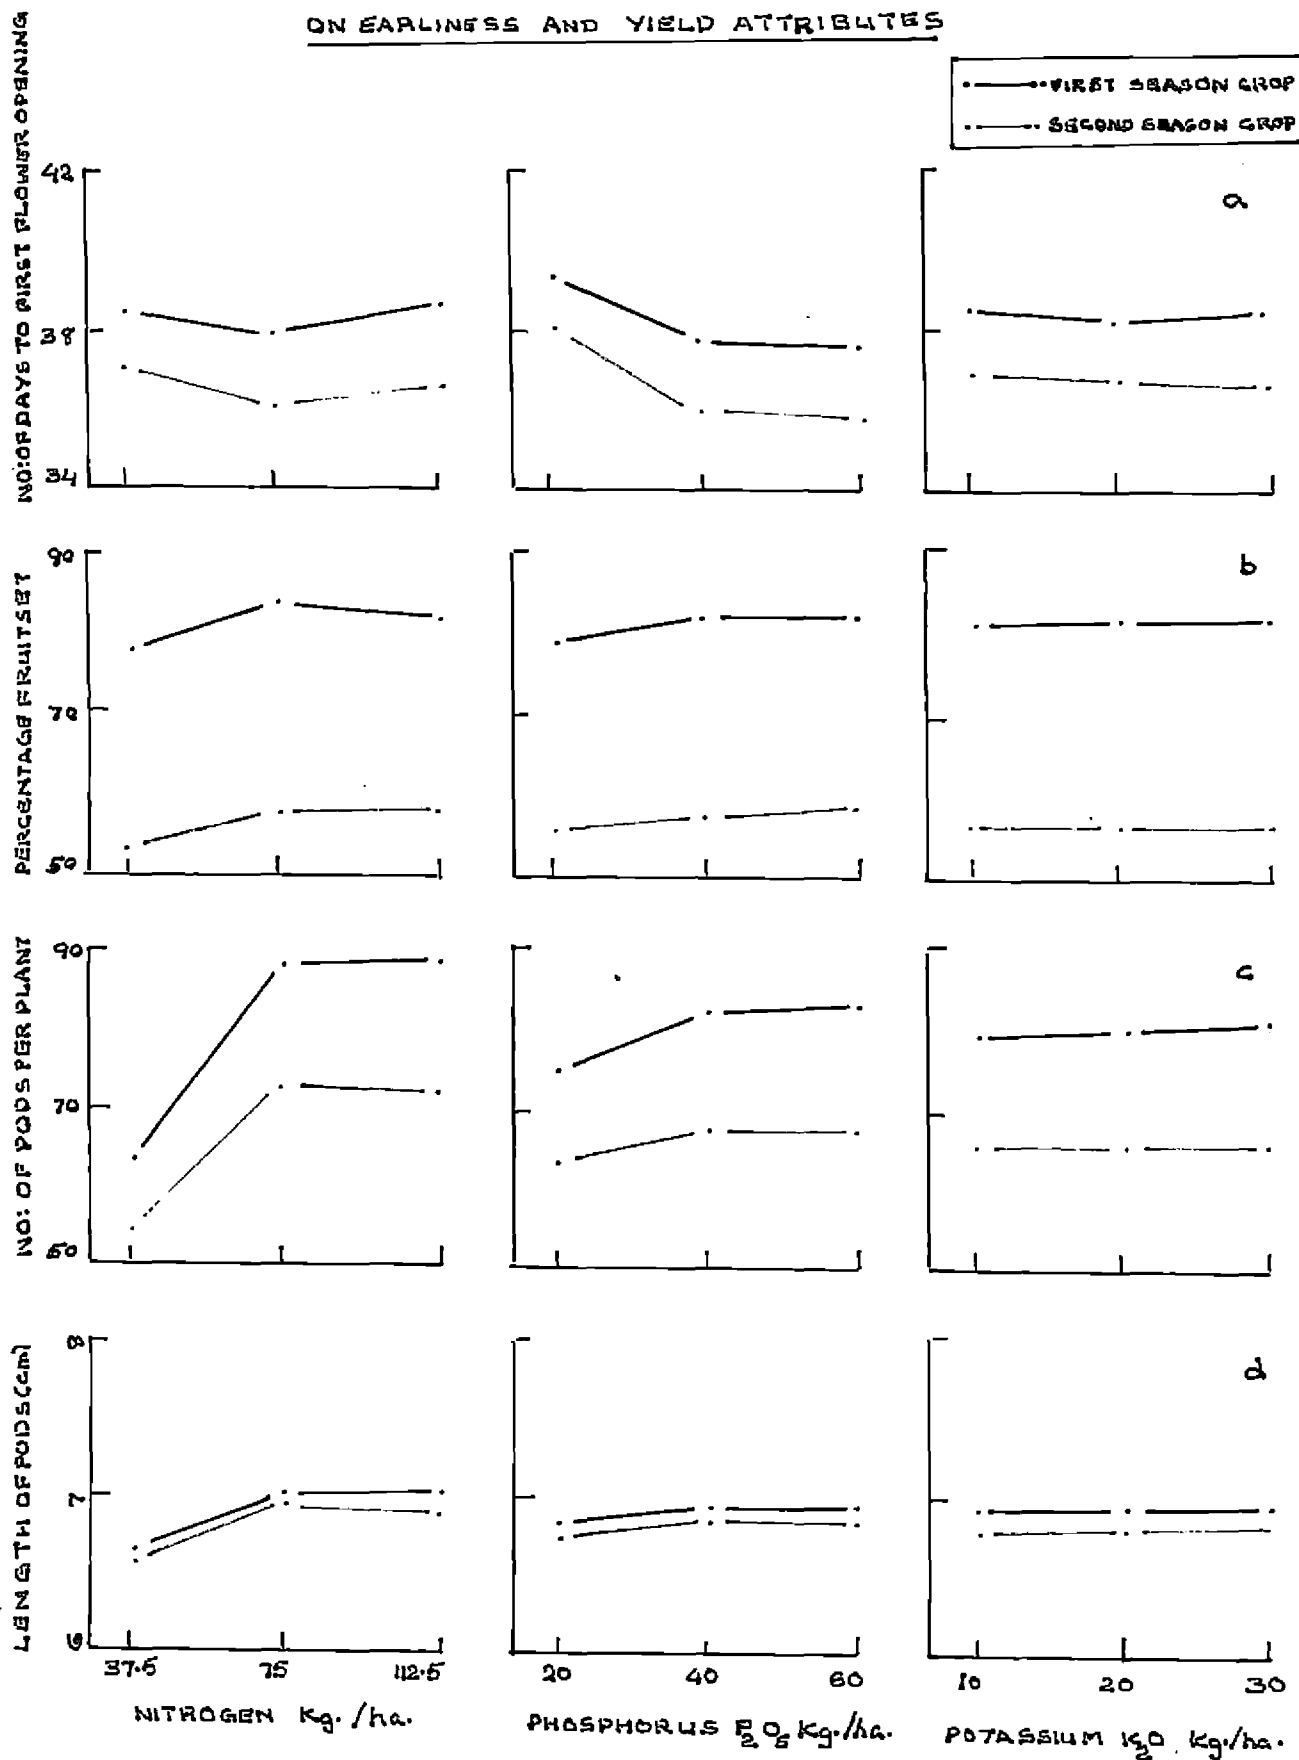 ON EARLINESS AND YIELD ATTRIBUTES
FIRST SEASON CROP
SECOND SEASON CROP
NO:OF DAYS TO FIRST FLOWER OPENING
42
38
34
a
PERCENTAGE FRUITSET
90
70
50
b
NO: OF PODS PER PLANT
90
70
50
c
LENGTH OF PODS (cm)
8
7
6
d
37.5 75 112.5
20 40 60
10 20 30
NITROGEN Kg./ha.
PHOSPHORUS P2O5 Kg./ha.
POTASSIUM K2O Kg./ha.